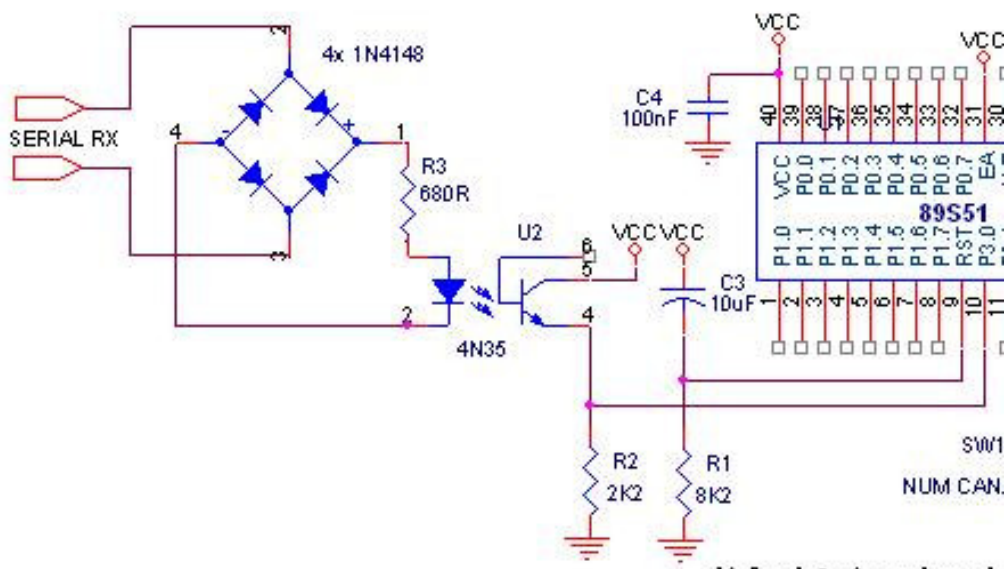 4x 1N4148
SERIAL RX
2
4
-
+
1
3
R3
680R
2
4N35
U2
6
5
4
VCC
VCC
C4
100nF
VCC
VCC
C3
10uF
40 39 38 37 36 35 34 33 32 31 30
VCC P0.0 P0.1 P0.2 P0.3 P0.4 P0.5 P0.6 P0.7 EA
89S51
P1.0 P1.1 P1.2 P1.3 P1.4 P1.5 P1.6 P1.7 RST P3.0
1 2 3 4 5 6 7 8 9 10 11
R2
2K2
R1
8K2
SW1
NUM CAN.